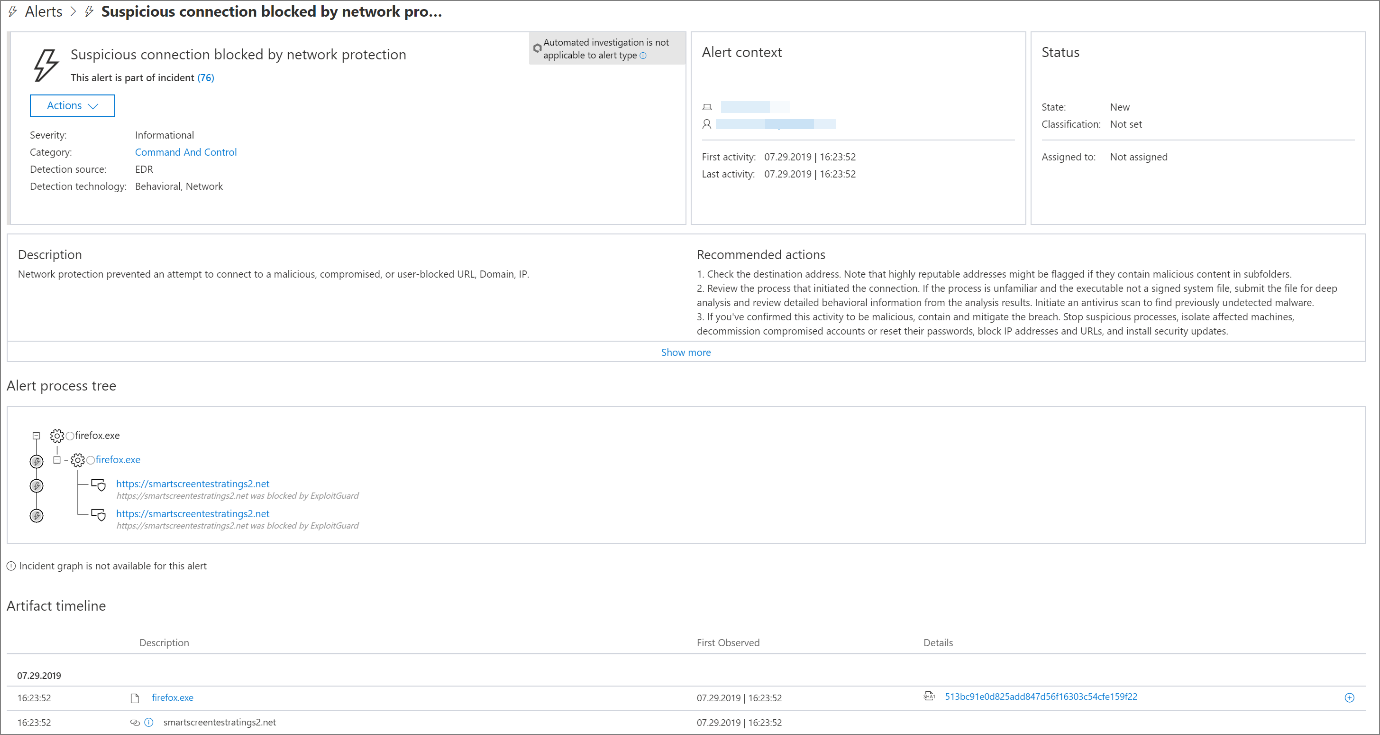 Alerts > Suspicious connection blocked by network pro...
Suspicious connection blocked by network protection
This alert is part of incident (76)
Automated investigation is not
applicable to alert type
Actions
Severity: Informational
Category: Command And Control
Detection source: EDR
Detection technology: Behavioral, Network
Alert context
First activity: 07.29.2019 | 16:23:52
Last activity: 07.29.2019 | 16:23:52
Status
State: New
Classification: Not set
Assigned to: Not assigned
Description
Network protection prevented an attempt to connect to a malicious, compromised, or user-blocked URL, Domain, IP.
Recommended actions
1. Check the destination address. Note that highly reputable addresses might be flagged if they contain malicious content in subfolders.
2. Review the process that initiated the connection. If the process is unfamiliar and the executable not a signed system file, submit the file for deep
analysis and review detailed behavioral information from the analysis results. Initiate an antivirus scan to find previously undetected malware.
3. If you've confirmed this activity to be malicious, contain and mitigate the breach. Stop suspicious processes, isolate affected machines,
decommission compromised accounts or reset their passwords, block IP addresses and URLs, and install security updates.
Show more
Alert process tree
firefox.exe
firefox.exe
https://smartscreentestratings2.net
https://smartscreentestratings2.net was blocked by ExploitGuard
https://smartscreentestratings2.net
https://smartscreentestratings2.net was blocked by ExploitGuard
Incident graph is not available for this alert
Artifact timeline
Description First Observed Details
07.29.2019
16:23:52 firefox.exe 07.29.2019 | 16:23:52 513bc91e0d825add847d56f16303c54cfe159f22
16:23:52 smartscreentestratings2.net 07.29.2019 | 16:23:52